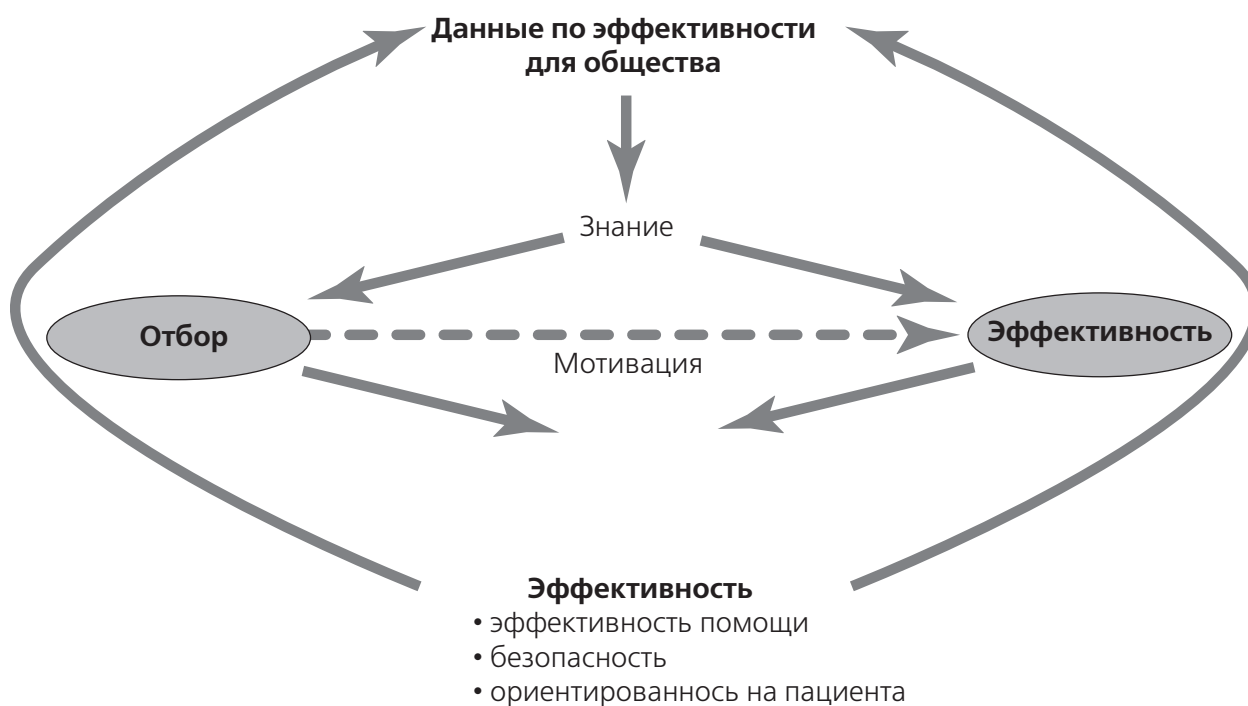 Данные по эффективности
для общества
Знание
Отбор
Эффективность
Мотивация
Эффективность
• эффективность помощи
• безопасность
• ориентированнось на пациента